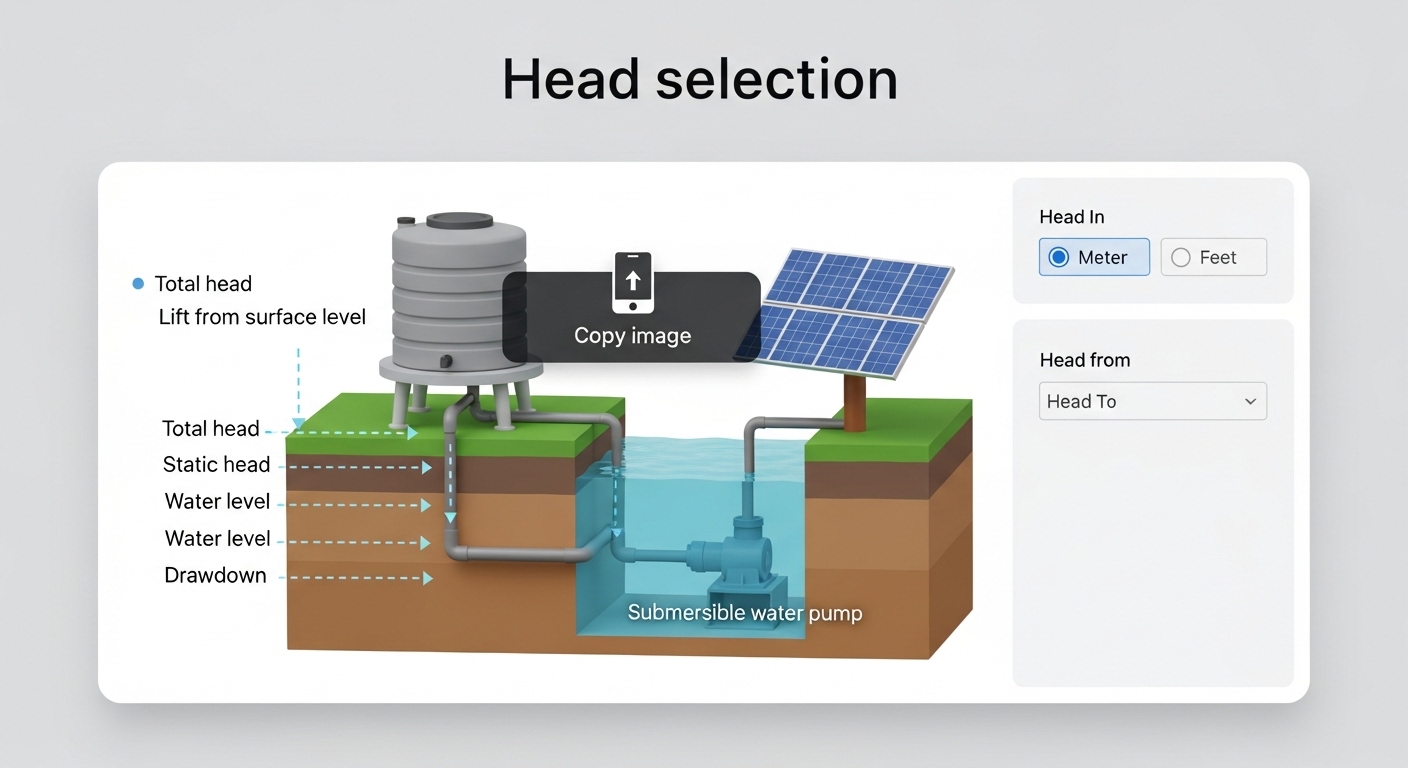 Head selection
Total head
Lift from surface level
Total head
Static head
Water level
Water level
Drawdown
Copy image
Submersible water pump
Head In
Meter
Feet
Head from
Head To